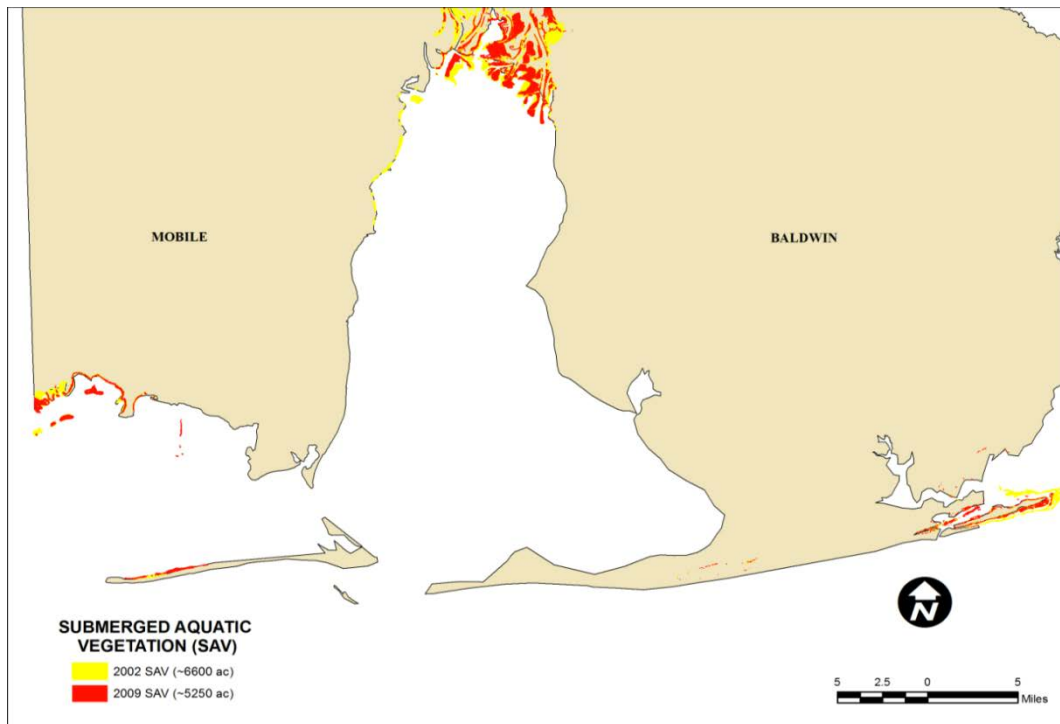 MOBILE
BALDWIN
N
SUBMERGED AQUATIC
VEGETATION (SAV)
2002 SAV (~6600 ac)
2009 SAV (~5250 ac)
5 2.5 0 5
Miles